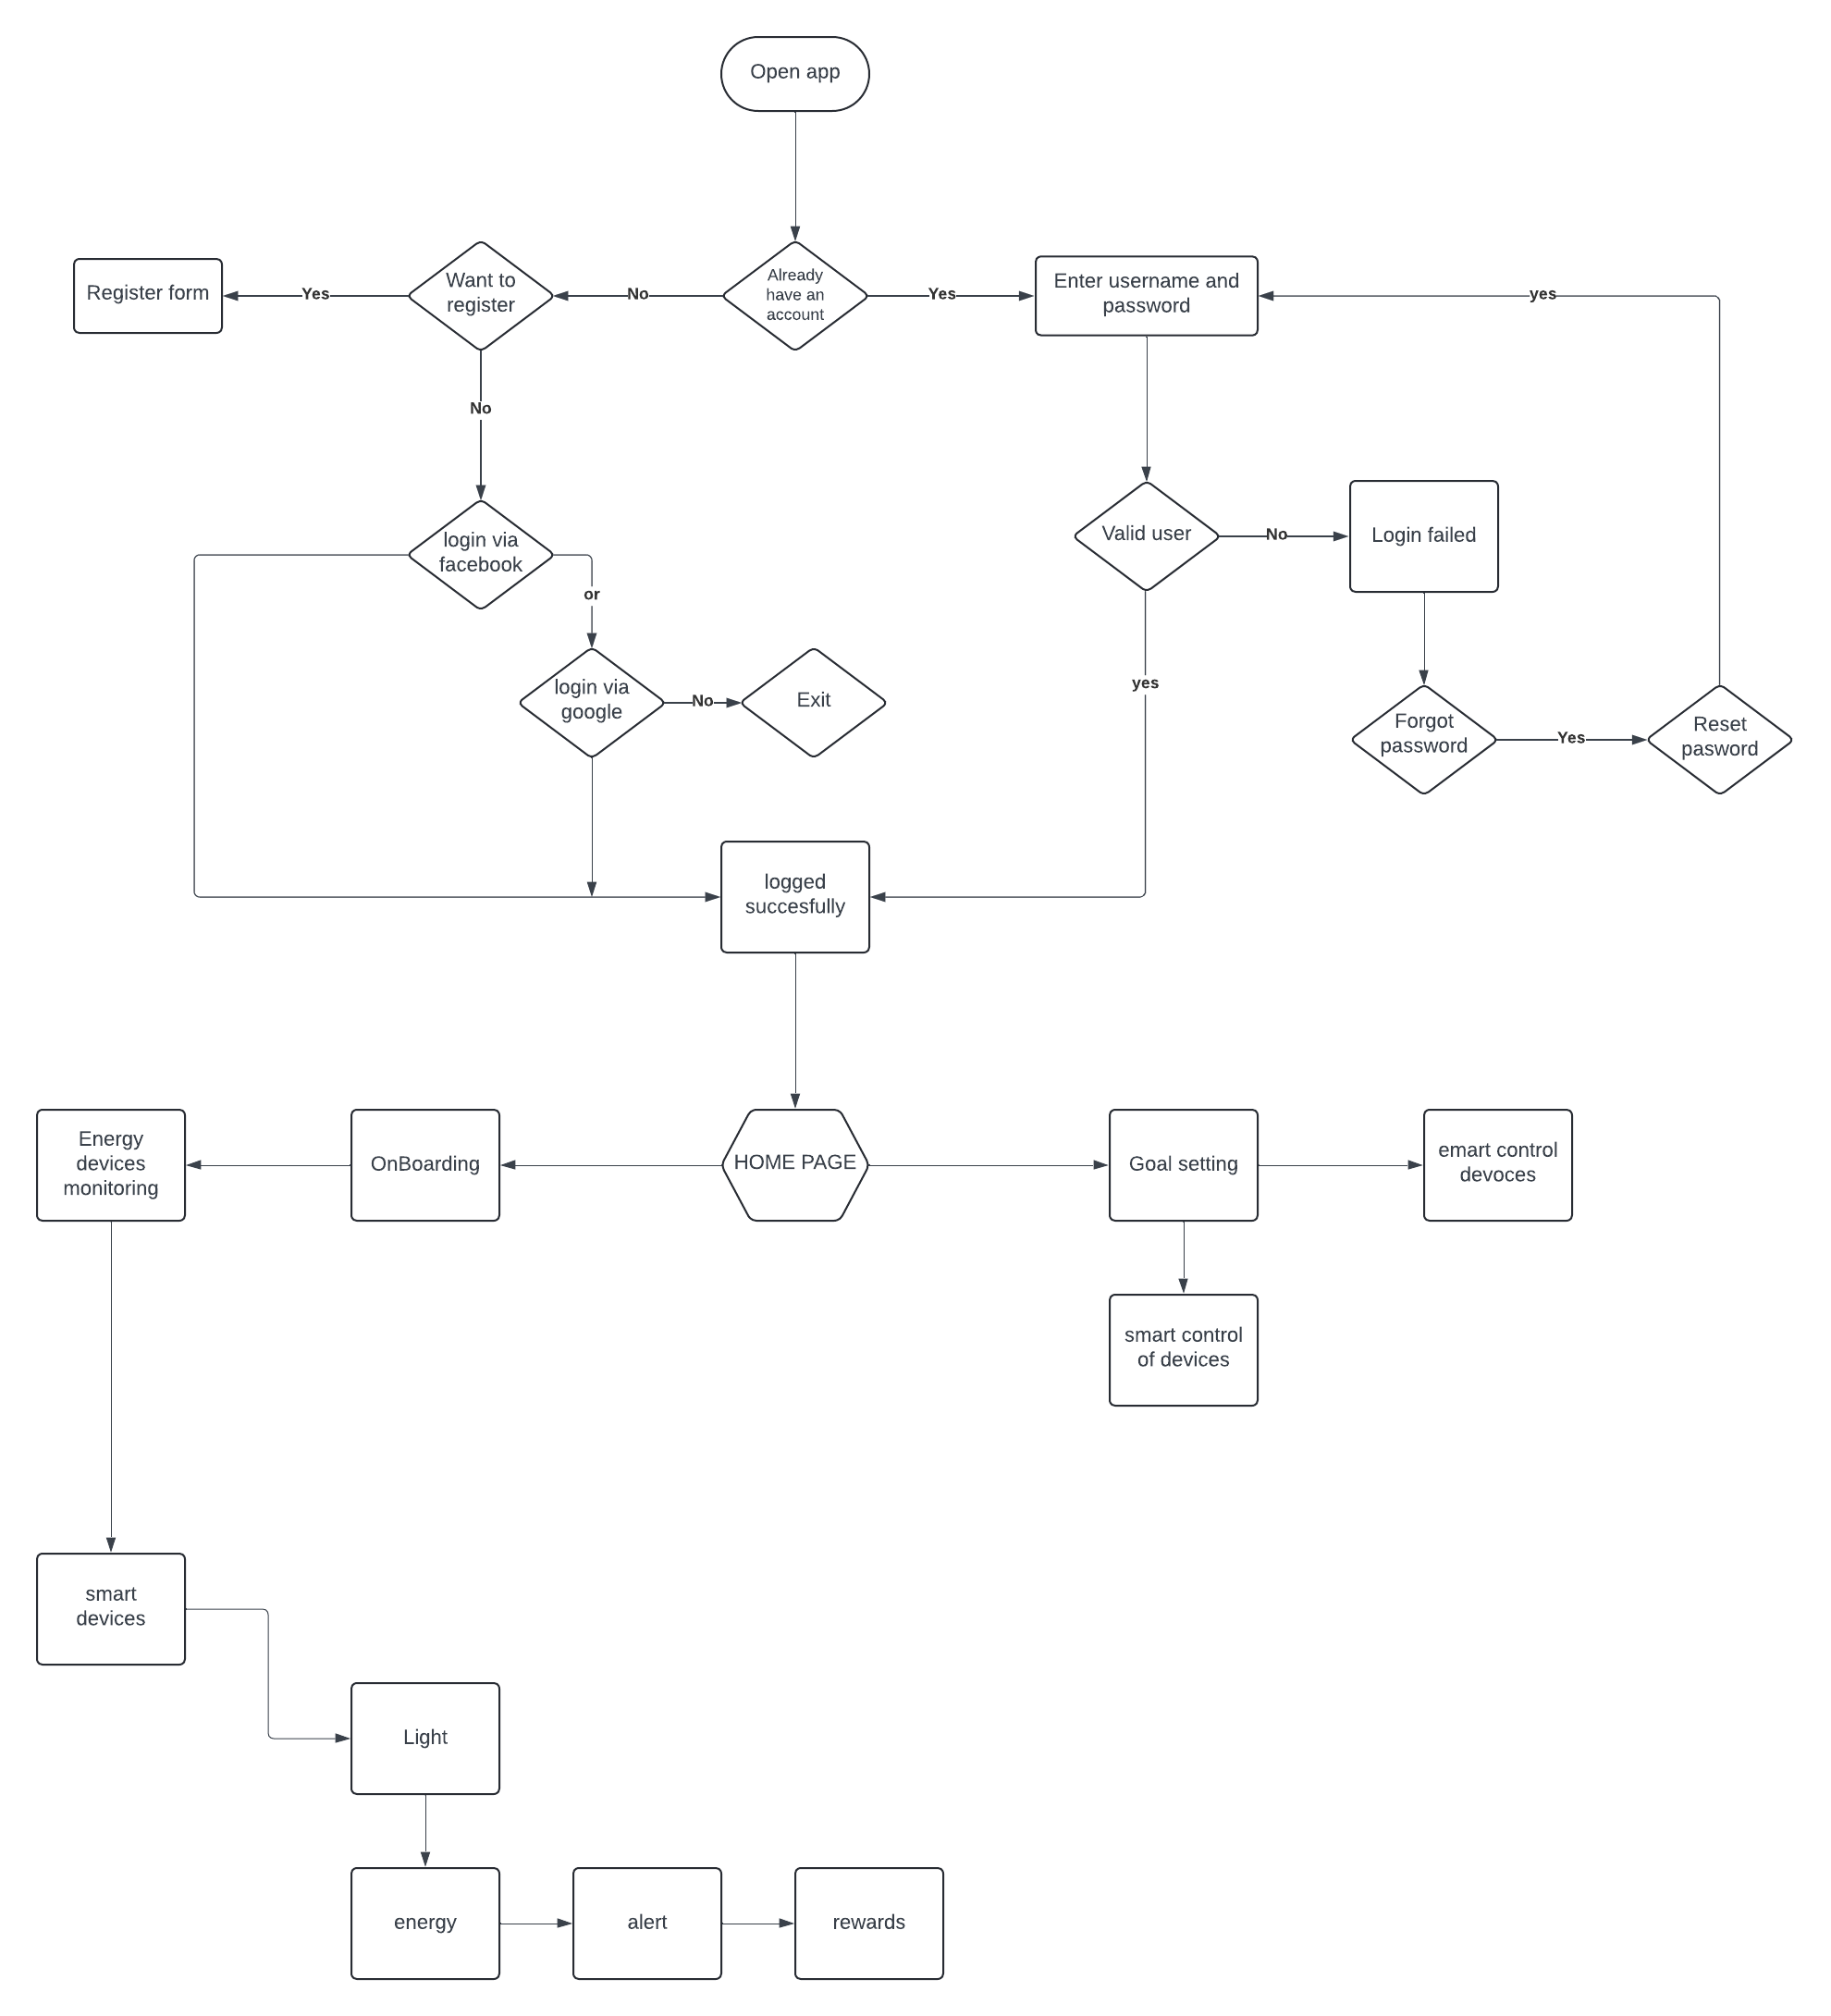 Open app
Register form
Yes
Want to
register
No
Already
have an
account
Yes
Enter username and
password
yes
No
login via
facebook
or
Valid user
No
Login failed
login via
google
No
Exit
yes
Forgot
password
Yes
Reset
pasword
logged
succesfully
Energy
devices
monitoring
OnBoarding
HOME PAGE
Goal setting
emart control
devoces
smart control
of devices
smart
devices
Light
energy
alert
rewards